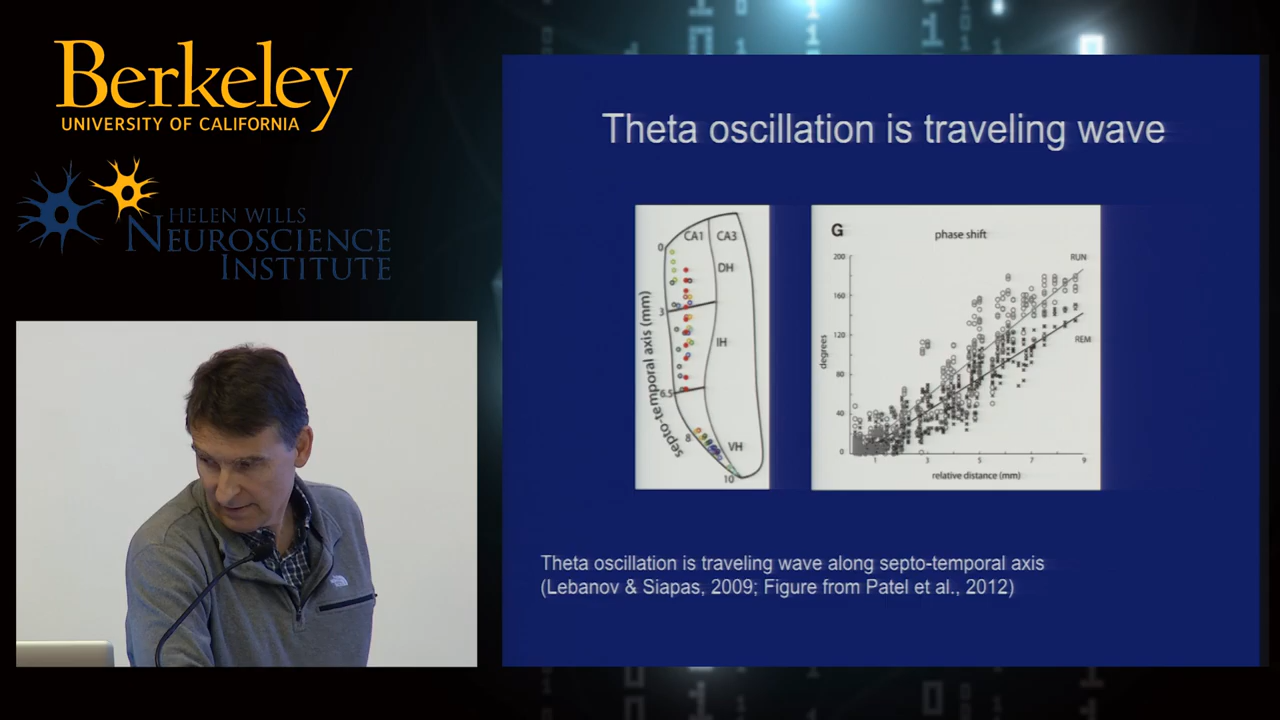 Berkeley
UNIVERSITY OF CALIFORNIA
HELEN WILLS
NEUROSCIENCE
INSTITUTE
Theta oscillation is traveling wave
CA1 CA3
DH
IH
VH
0
3
6.5
8
10
septo-temporal axis (mm)
G
phase shift
RUN
REM
degrees
200
160
120
80
40
0
1 3 5 7 9
relative distance (mm)
Theta oscillation is traveling wave along septo-temporal axis
(Lebanov & Siapas, 2009; Figure from Patel et al., 2012)